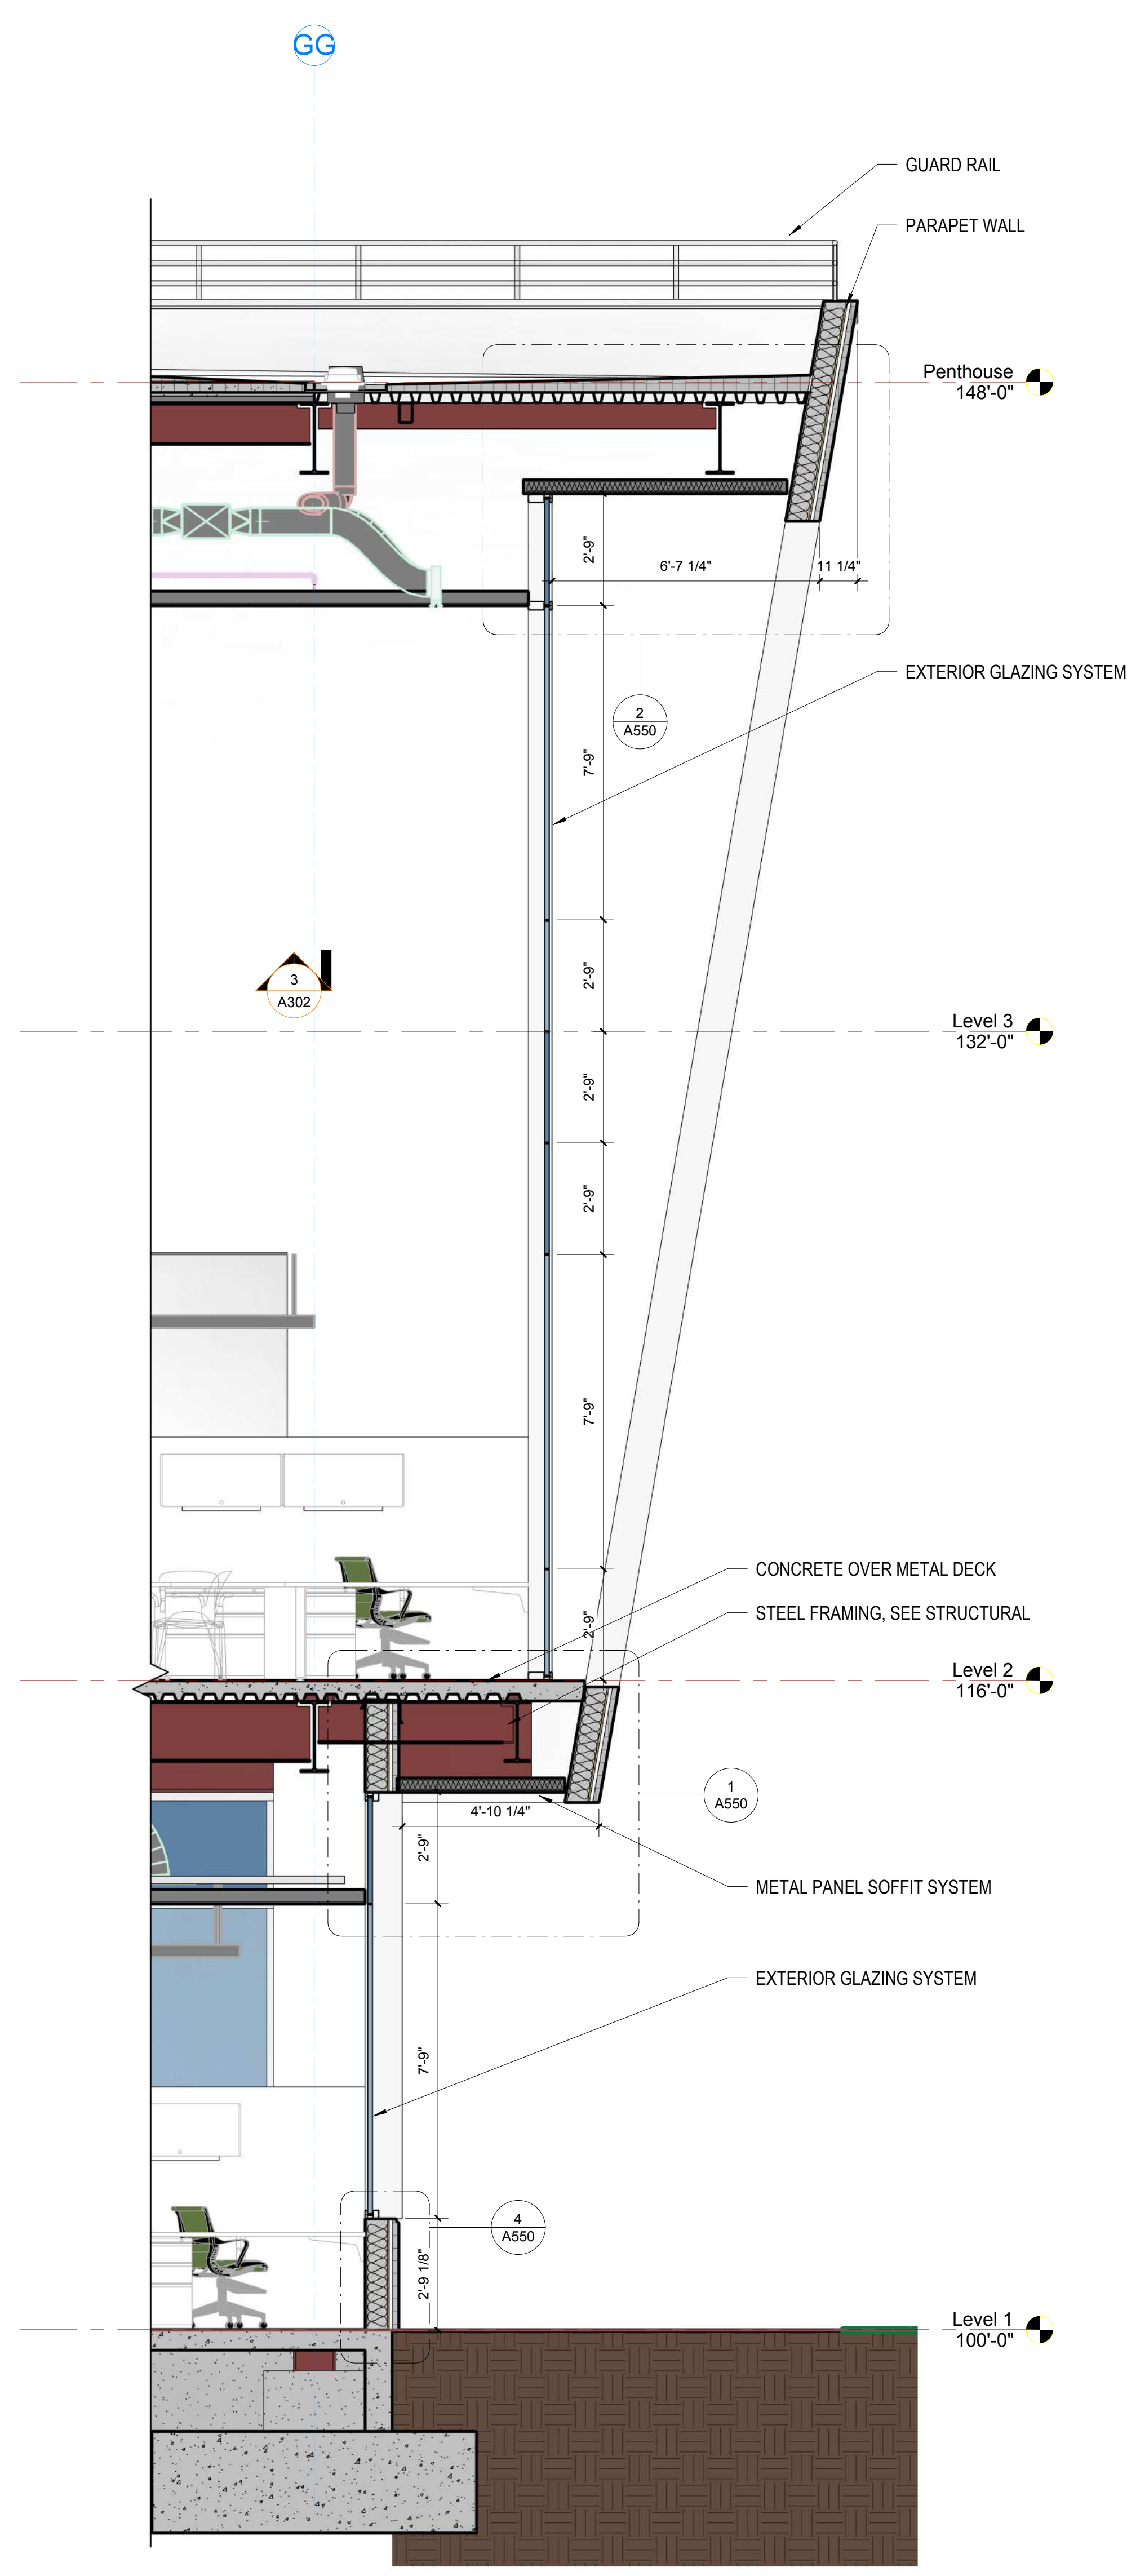 GG
GUARD RAIL
PARAPET WALL
Penthouse
148'-0"
2'-9"
6'-7 1/4"
11 1/4"
EXTERIOR GLAZING SYSTEM
2
A550
7'-9"
3
A302
2'-9"
Level 3
132'-0"
2'-9"
2'-9"
7'-9"
CONCRETE OVER METAL DECK
STEEL FRAMING, SEE STRUCTURAL
2'-9"
Level 2
116'-0"
1
A550
4'-10 1/4"
2'-9"
METAL PANEL SOFFIT SYSTEM
EXTERIOR GLAZING SYSTEM
7'-9"
4
A550
2'-9 1/8"
Level 1
100'-0"